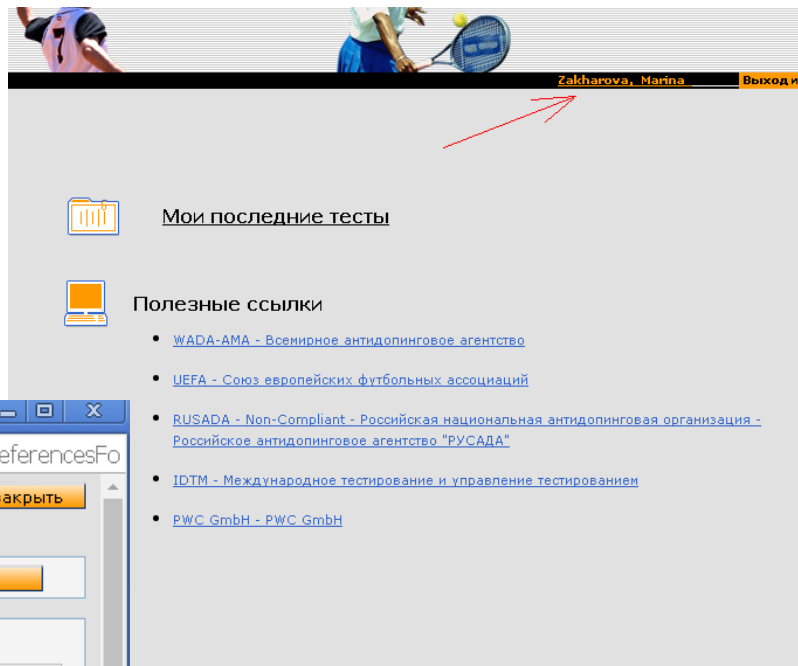 7
Zakharova, Marina
Выход и
Мои последние тесты
Полезные ссылки
WADA-AMA - Всемирное антидопинговое агентство
UEFA - Союз европейских футбольных ассоциаций
RUSADA - Non-Compliant - Российская национальная антидопинговая организация -
Российское антидопинговое агентство "РУСАДА"
IDTM - Международное тестирование и управление тестированием
PWC GmbH - PWC GmbH
eferencesFo
закрыть